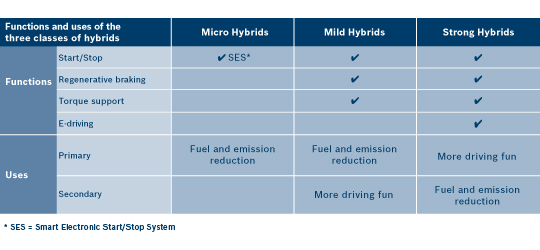 Functions and uses of the
three classes of hybrids
Micro Hybrids
Mild Hybrids
Strong Hybrids
Functions
Start/Stop
✔ SES*
✔
✔
Regenerative braking
✔
✔
Torque support
✔
✔
E-driving
✔
Uses
Primary
Fuel and emission
reduction
Fuel and emission
reduction
More driving fun
Secondary
More driving fun
Fuel and emission
reduction
* SES = Smart Electronic Start/Stop System